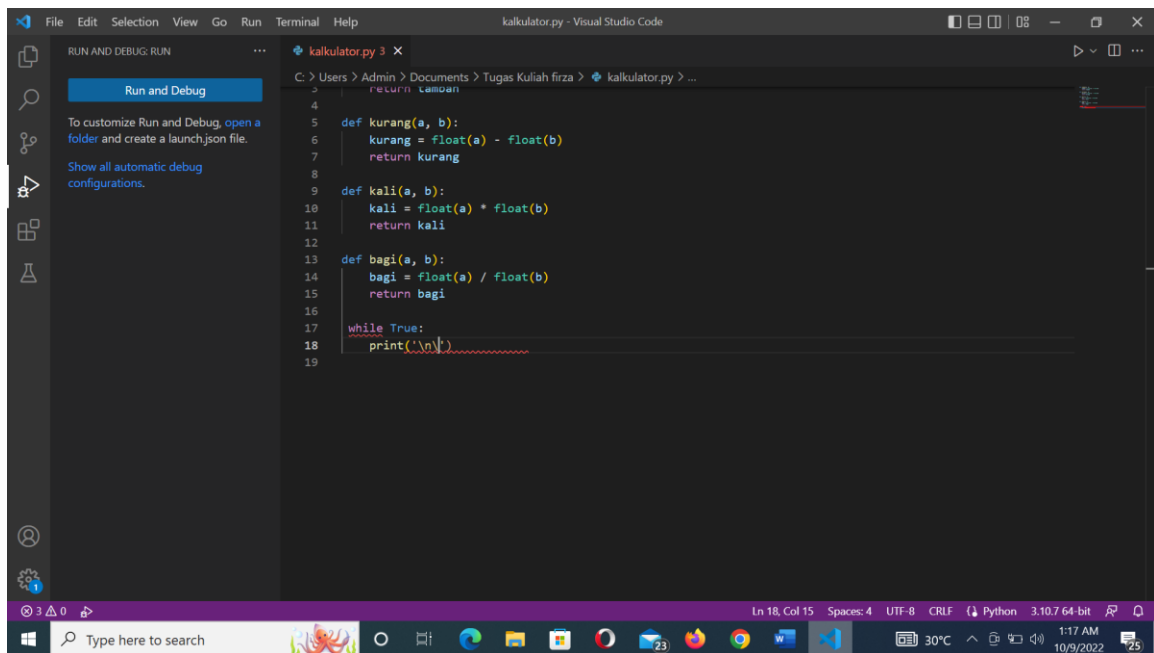 File Edit Selection View Go Run Terminal Help kalkulator.py - Visual Studio Code
RUN AND DEBUG: RUN ··· kalkulator.py 3 ×
C: > Users > Admin > Documents > Tugas Kuliah firza > kalkulator.py > ...
Run and Debug
To customize Run and Debug, open a
folder and create a launch.json file.
Show all automatic debug
configurations.
3 return tambah
4
5 def kurang(a, b):
6 kurang = float(a) - float(b)
7 return kurang
8
9 def kali(a, b):
10 kali = float(a) * float(b)
11 return kali
12
13 def bagi(a, b):
14 bagi = float(a) / float(b)
15 return bagi
16
17 while True:
18 print('\n\')
19
1
3 0 Ln 18, Col 15 Spaces: 4 UTF-8 CRLF Python 3.10.7 64-bit
Type here to search 23 30°C 1:17 AM
10/9/2022 25